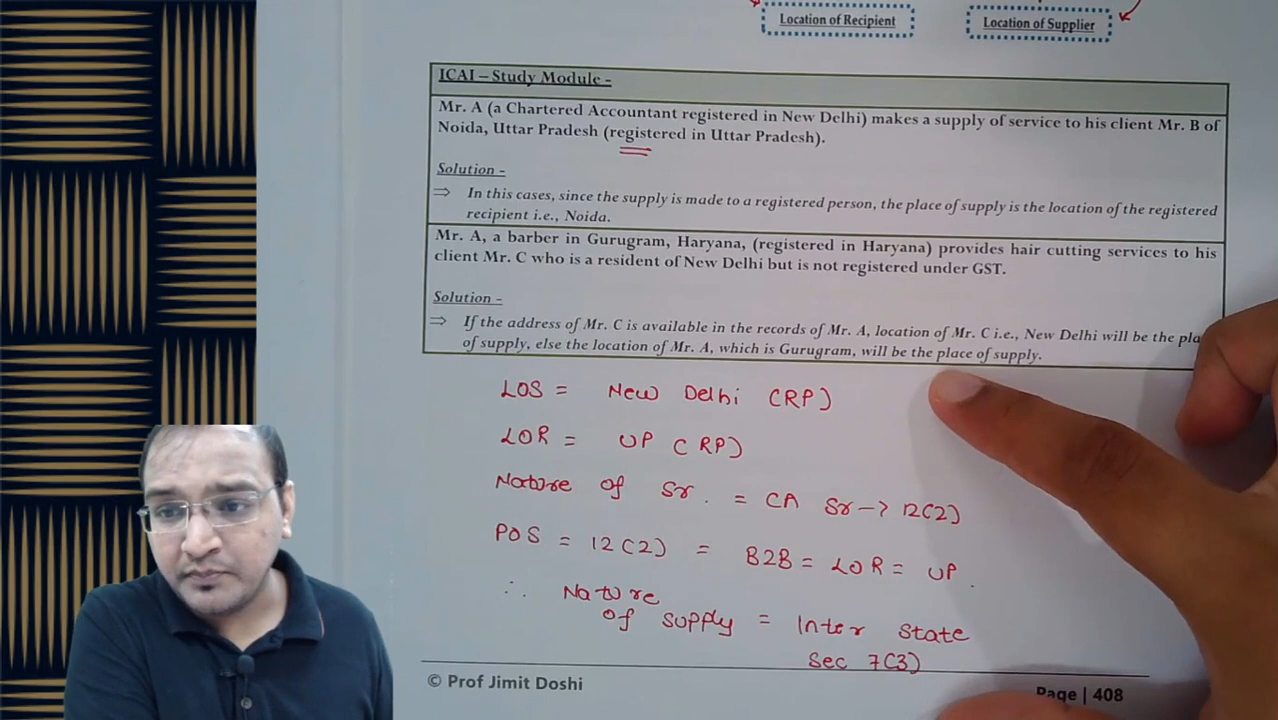 Location of Recipient
Location of Supplier
ICAI – Study Module -
Mr. A (a Chartered Accountant registered in New Delhi) makes a supply of service to his client Mr. B of
Noida, Uttar Pradesh (registered in Uttar Pradesh).
Solution -
⇒ In this cases, since the supply is made to a registered person, the place of supply is the location of the registered
recipient i.e., Noida.
Mr. A, a barber in Gurugram, Haryana, (registered in Haryana) provides hair cutting services to his
client Mr. C who is a resident of New Delhi but is not registered under GST.
Solution -
⇒ If the address of Mr. C is available in the records of Mr. A, location of Mr. C i.e., New Delhi will be the pla
of supply, else the location of Mr. A, which is Gurugram, will be the place of supply.
LOS = New Delhi (RP)
LOR = UP (RP)
Nature of Sr. = CA Sr → 12(2)
POS = 12(2) = B2B = LOR = UP.
∴ Nature
of supply = Inter State
Sec 7(3)
© Prof Jimit Doshi
Page | 408